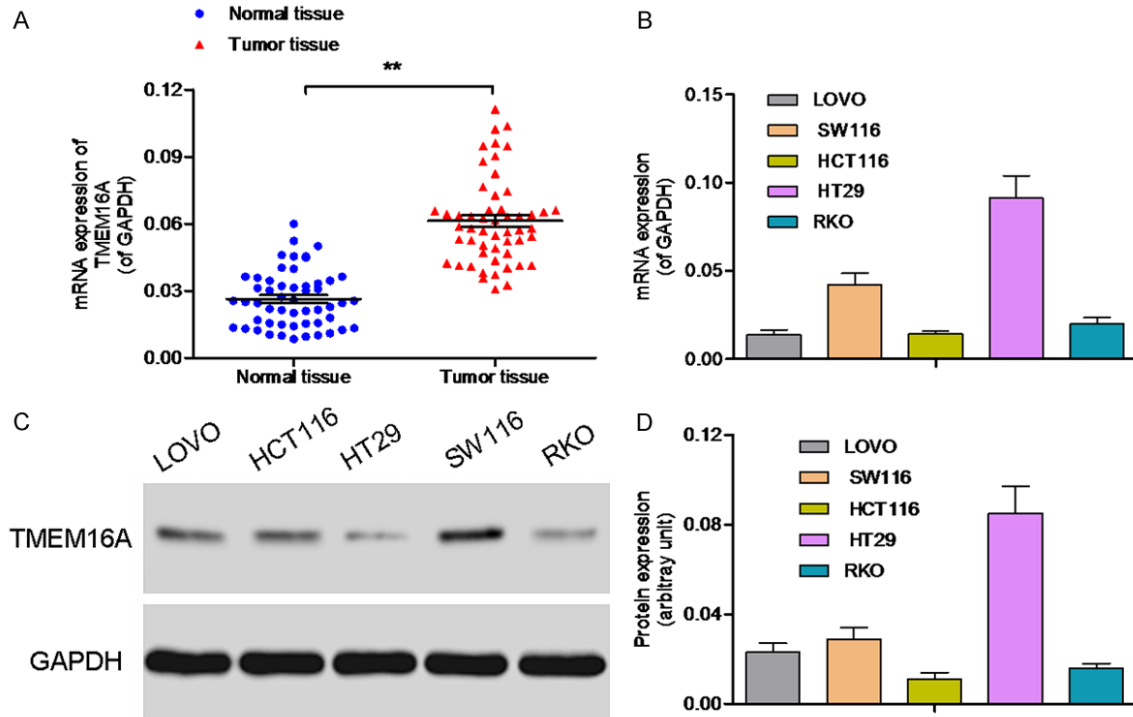 A
Normal tissue
Tumor tissue
**
mRNA expression of
TMEM16A
(of GAPDH)
0.12
0.09
0.06
0.03
0.00
Normal tissue
Tumor tissue
B
mRNA expression
(of GAPDH)
0.15
0.10
0.05
0.00
LOVO
SW116
HCT116
HT29
RKO
C
LOVO
HCT116
HT29
SW116
RKO
TMEM16A
GAPDH
D
Protein expression
(arbitray unit)
0.12
0.08
0.04
0.00
LOVO
SW116
HCT116
HT29
RKO